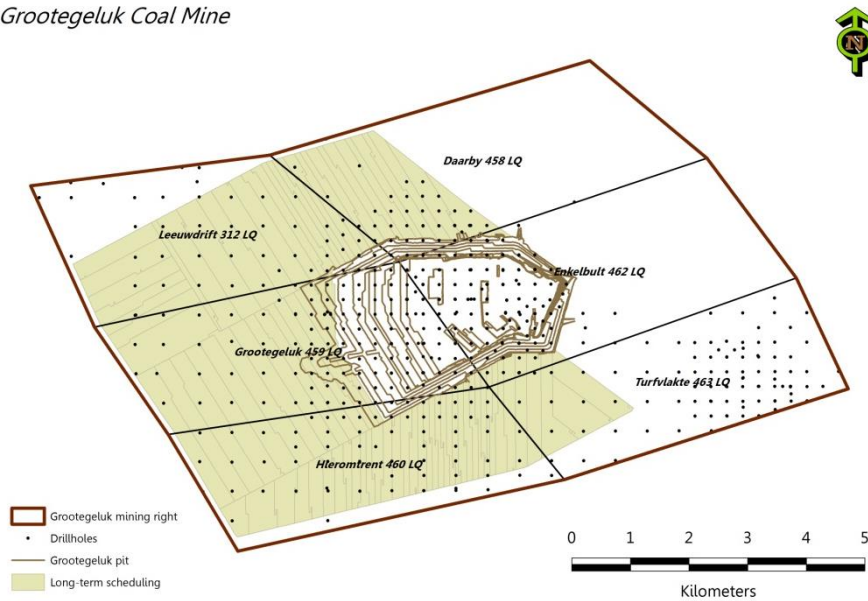 Grootegeluk Coal Mine
N
Daarby 458 LQ
Leeuwdrift 312 LQ
Enkelbult 462 LQ
Grootegeluk 459 LQ
Turfvlakte 463 LQ
Hieromtrent 460 LQ
Grootegeluk mining right
Drillholes
Grootegeluk pit
Long-term scheduling
0 1 2 3 4 5
Kilometers